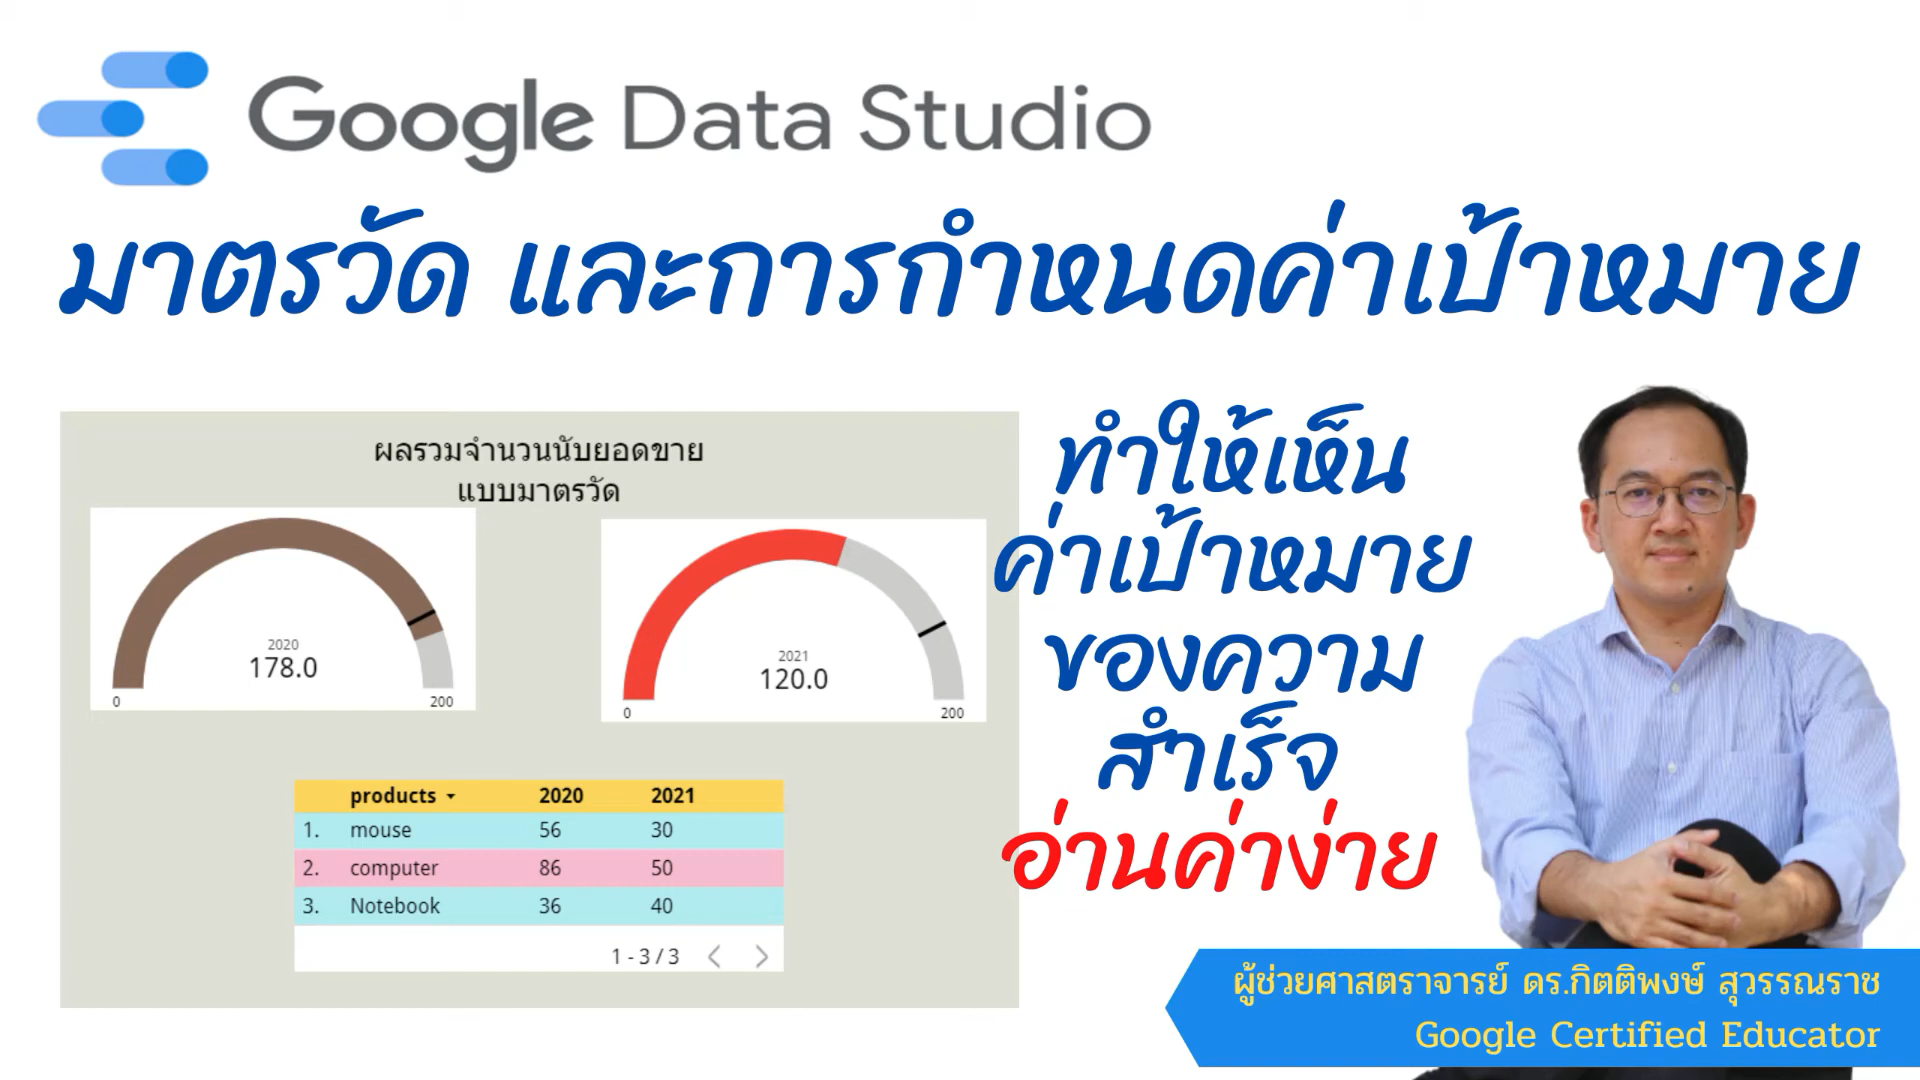 Google Data Studio
มาตรวัด และการกำหนดค่าเป้าหมาย
ผลรวมจำนวนนับยอดขาย
แบบมาตรวัด
2020
178.0
0
200
2021
120.0
0
200
products 2020 2021
1. mouse 56 30
2. computer 86 50
3. Notebook 36 40
1 - 3 / 3
ทำให้เห็น
ค่าเป้าหมาย
ของความ
สำเร็จ
อ่านค่าง่าย
ผู้ช่วยศาสตราจารย์ ดร.กิตติพงษ์ สุวรรณราช
Google Certified Educator